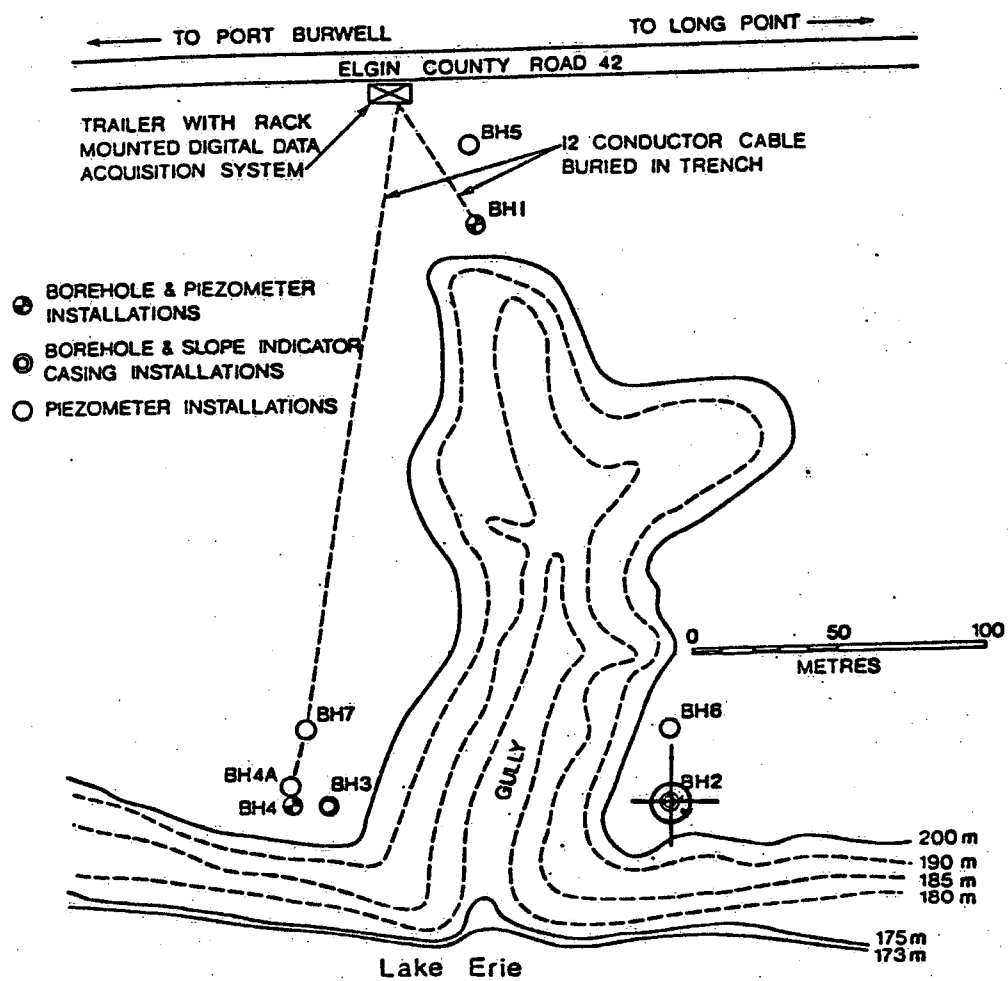 TO PORT BURWELL
TO LONG POINT
ELGIN COUNTY ROAD 42
TRAILER WITH RACK
MOUNTED DIGITAL DATA
ACQUISITION SYSTEM
BH5
12 CONDUCTOR CABLE
BURIED IN TRENCH
BH1
BOREHOLE & PIEZOMETER
INSTALLATIONS
BOREHOLE & SLOPE INDICATOR
CASING INSTALLATIONS
PIEZOMETER INSTALLATIONS
0 50 100
METRES
BH7
BH6
BH4A
BH3
BH4
BH2
GULLY
200 m
190 m
185 m
180 m
175 m
173 m
Lake Erie